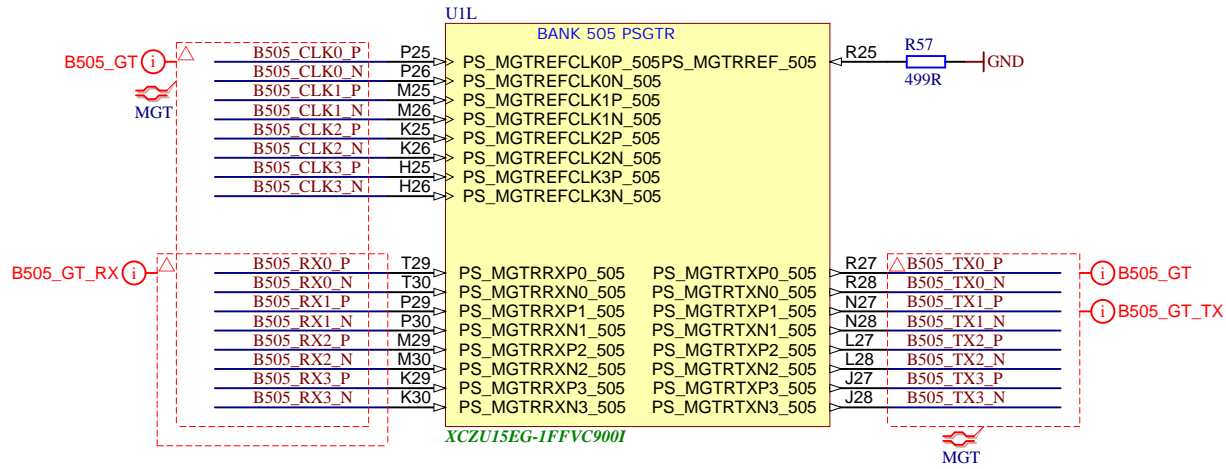 U1L
BANK 505 PSGTR
B505_GT
B505_CLK0_P P25 PS_MGTREFCLK0P_505 PS_MGTRREF_505 R25 R57 GND
499R
B505_CLK0_N P26 PS_MGTREFCLK0N_505
MGT
B505_CLK1_P M25 PS_MGTREFCLK1P_505
B505_CLK1_N M26 PS_MGTREFCLK1N_505
B505_CLK2_P K25 PS_MGTREFCLK2P_505
B505_CLK2_N K26 PS_MGTREFCLK2N_505
B505_CLK3_P H25 PS_MGTREFCLK3P_505
B505_CLK3_N H26 PS_MGTREFCLK3N_505
B505_GT_RX B505_RX0_P T29 PS_MGTRRXP0_505 PS_MGTRTXP0_505 R27 B505_TX0_P B505_GT
B505_RX0_N T30 PS_MGTRRXN0_505 PS_MGTRTXN0_505 R28 B505_TX0_N
B505_RX1_P P29 PS_MGTRRXP1_505 PS_MGTRTXP1_505 N27 B505_TX1_P B505_GT_TX
B505_RX1_N P30 PS_MGTRRXN1_505 PS_MGTRTXN1_505 N28 B505_TX1_N
B505_RX2_P M29 PS_MGTRRXP2_505 PS_MGTRTXP2_505 L27 B505_TX2_P
B505_RX2_N M30 PS_MGTRRXN2_505 PS_MGTRTXN2_505 L28 B505_TX2_N
B505_RX3_P K29 PS_MGTRRXP3_505 PS_MGTRTXP3_505 J27 B505_TX3_P
B505_RX3_N K30 PS_MGTRRXN3_505 PS_MGTRTXN3_505 J28 B505_TX3_N
XCZU15EG-1FFVC900I
MGT